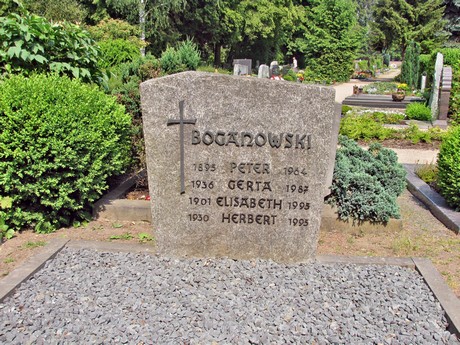 BOGANOWSKI
1895 PETER 1964
1936 GERTA 1987
1901 ELISABETH 1995
1930 HERBERT 1995